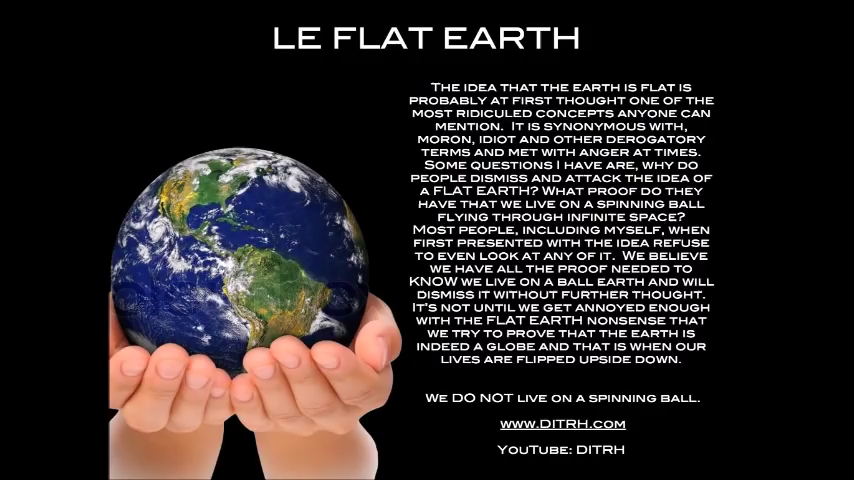 LE FLAT EARTH
THE IDEA THAT THE EARTH IS FLAT IS
PROBABLY AT FIRST THOUGHT ONE OF THE
MOST RIDICULED CONCEPTS ANYONE CAN
MENTION. IT IS SYNONYMOUS WITH,
MORON, IDIOT AND OTHER DEROGATORY
TERMS AND MET WITH ANGER AT TIMES.
SOME QUESTIONS I HAVE ARE, WHY DO
PEOPLE DISMISS AND ATTACK THE IDEA OF
A FLAT EARTH? WHAT PROOF DO THEY
HAVE THAT WE LIVE ON A SPINNING BALL
FLYING THROUGH INFINITE SPACE?
MOST PEOPLE, INCLUDING MYSELF, WHEN
FIRST PRESENTED WITH THE IDEA REFUSE
TO EVEN LOOK AT ANY OF IT. WE BELIEVE
WE HAVE ALL THE PROOF NEEDED TO
KNOW WE LIVE ON A BALL EARTH AND WILL
DISMISS IT WITHOUT FURTHER THOUGHT.
IT'S NOT UNTIL WE GET ANNOYED ENOUGH
WITH THE FLAT EARTH NONSENSE THAT
WE TRY TO PROVE THAT THE EARTH IS
INDEED A GLOBE AND THAT IS WHEN OUR
LIVES ARE FLIPPED UPSIDE DOWN.
WE DO NOT LIVE ON A SPINNING BALL.
WWW.DITRH.COM
YOUTUBE: DITRH